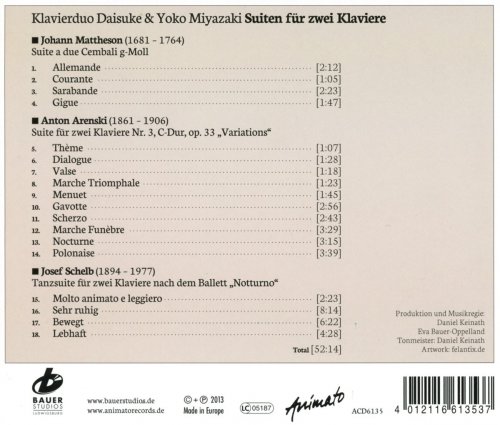 Klavierduo Daisuke & Yoko Miyazaki Suiten für zwei Klaviere
Johann Mattheson (1681 – 1764)
Suite a due Cembali g-Moll
1. Allemande [2:12]
2. Courante [1:05]
3. Sarabande [2:23]
4. Gigue [1:47]
Anton Arenski (1861 – 1906)
Suite für zwei Klaviere Nr. 3, C-Dur, op. 33 „Variations“
5. Thème [1:07]
6. Dialogue [1:28]
7. Valse [1:18]
8. Marche Triomphale [1:23]
9. Menuet [1:45]
10. Gavotte [2:56]
11. Scherzo [2:43]
12. Marche Funèbre [3:29]
13. Nocturne [3:15]
14. Polonaise [3:39]
Josef Schelb (1894 – 1977)
Tanzsuite für zwei Klaviere nach dem Ballett „Notturno“
15. Molto animato e leggiero [2:23]
16. Sehr ruhig [8:14]
17. Bewegt [6:22]
18. Lebhaft [4:28]
Total [52:14]
Produktion und Musikregie:
Daniel Keinath
Eva Bauer-Oppelland
Tonmeister: Daniel Keinath
Artwork: felantix.de
BAUER
STUDIOS
LUDWIGSBURG
www.bauerstudios.de
www.animatorecords.de
© + ℗ 2013
Made in Europe
LC 05187
Animato
ACD6135
4 012116 613537